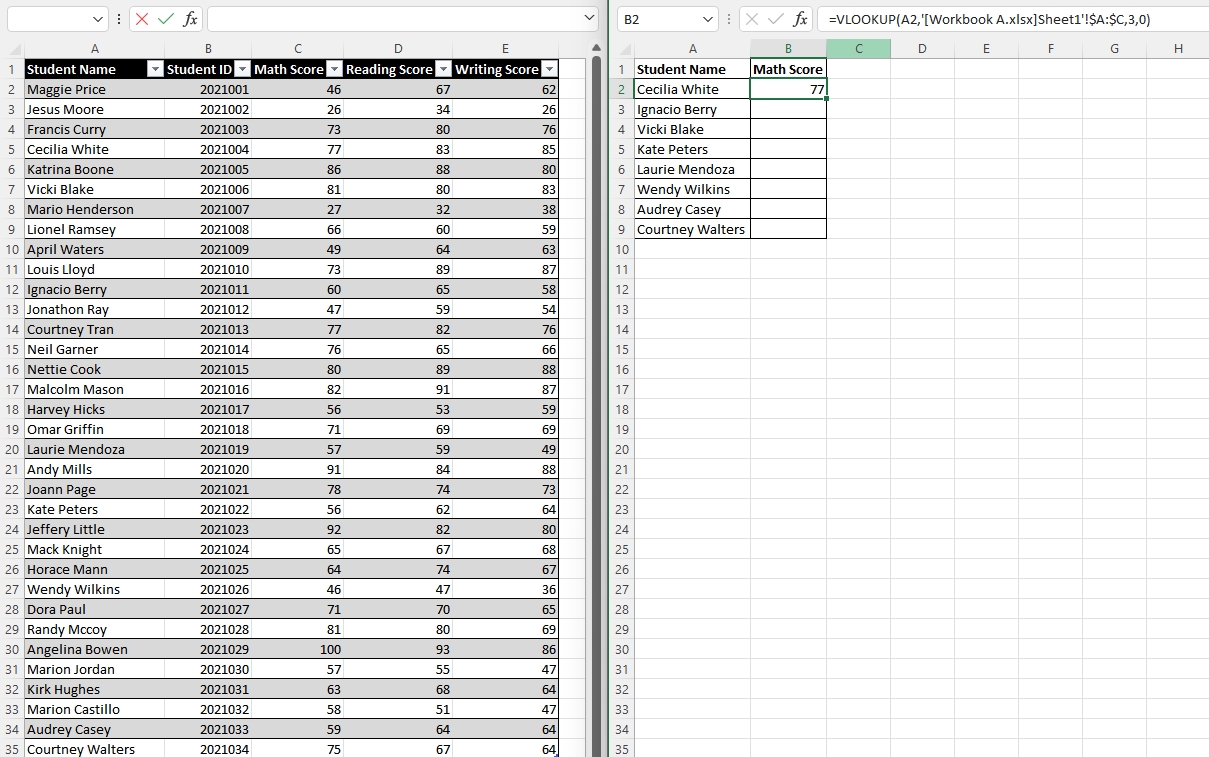 fx
B2 fx =VLOOKUP(A2,'[Workbook A.xlsx]Sheet1'!$A:$C,3,0)
A B C D E
1 Student Name Student ID Math Score Reading Score Writing Score
2 Maggie Price 2021001 46 67 62
3 Jesus Moore 2021002 26 34 26
4 Francis Curry 2021003 73 80 76
5 Cecilia White 2021004 77 83 85
6 Katrina Boone 2021005 86 88 80
7 Vicki Blake 2021006 81 80 83
8 Mario Henderson 2021007 27 32 38
9 Lionel Ramsey 2021008 66 60 59
10 April Waters 2021009 49 64 63
11 Louis Lloyd 2021010 73 89 87
12 Ignacio Berry 2021011 60 65 58
13 Jonathon Ray 2021012 47 59 54
14 Courtney Tran 2021013 77 82 76
15 Neil Garner 2021014 76 65 66
16 Nettie Cook 2021015 80 89 88
17 Malcolm Mason 2021016 82 91 87
18 Harvey Hicks 2021017 56 53 59
19 Omar Griffin 2021018 71 69 69
20 Laurie Mendoza 2021019 57 59 49
21 Andy Mills 2021020 91 84 88
22 Joann Page 2021021 78 74 73
23 Kate Peters 2021022 56 62 64
24 Jeffery Little 2021023 92 82 80
25 Mack Knight 2021024 65 67 68
26 Horace Mann 2021025 64 74 67
27 Wendy Wilkins 2021026 46 47 36
28 Dora Paul 2021027 71 70 65
29 Randy Mccoy 2021028 81 80 69
30 Angelina Bowen 2021029 100 93 86
31 Marion Jordan 2021030 57 55 47
32 Kirk Hughes 2021031 63 68 64
33 Marion Castillo 2021032 58 51 47
34 Audrey Casey 2021033 59 64 64
35 Courtney Walters 2021034 75 67 64
A B C D E F G H
1 Student Name Math Score
2 Cecilia White 77
3 Ignacio Berry
4 Vicki Blake
5 Kate Peters
6 Laurie Mendoza
7 Wendy Wilkins
8 Audrey Casey
9 Courtney Walters
10
11
12
13
14
15
16
17
18
19
20
21
22
23
24
25
26
27
28
29
30
31
32
33
34
35